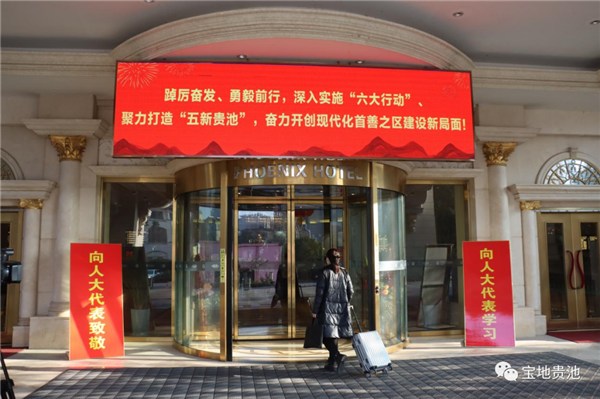 踔厉奋发、勇毅前行，深入实施“六大行动”、
聚力打造“五新贵池”，奋力开创现代化首善之区建设新局面！
PHOENIX HOTEL
向人大代表致敬
向人大代表学习
宝地贵池